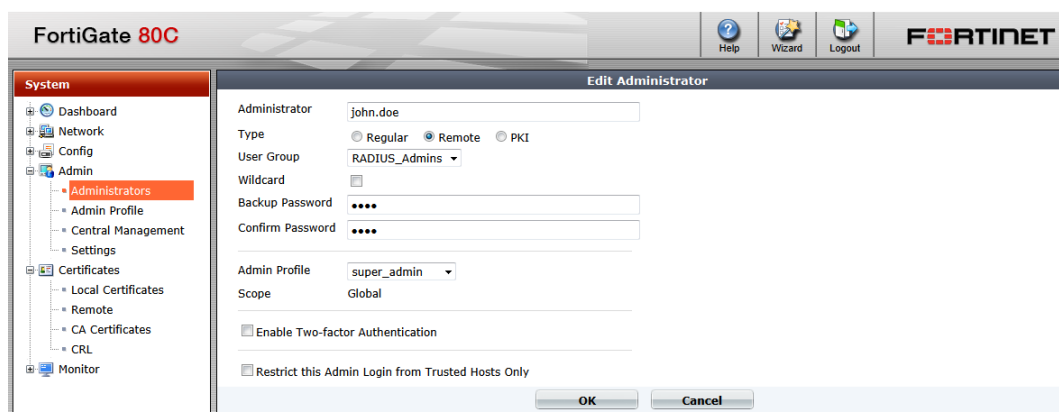 FortiGate 80C
Help
Wizard
Logout
FORTINET
System
Dashboard
Network
Config
Admin
Administrators
Admin Profile
Central Management
Settings
Certificates
Local Certificates
Remote
CA Certificates
CRL
Monitor
Edit Administrator
Administrator john.doe
Type Regular Remote PKI
User Group RADIUS_Admins
Wildcard
Backup Password ••••
Confirm Password ••••
Admin Profile super_admin
Scope Global
Enable Two-factor Authentication
Restrict this Admin Login from Trusted Hosts Only
OK Cancel